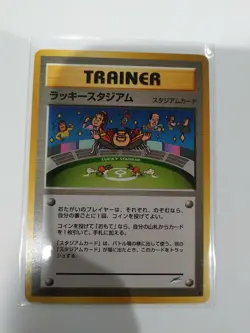 TRAINER
ラッキースタジアム
スタジアムカード
LUCKY STADIUM
おたがいのプレイヤーは、それぞれ、のぞむなら、
自分の番ごとに1回、コインを投げてよい。
コインを投げて「おもて」なら、自分の山札からカード
を1枚引いて、手札に加える。
「スタジアムカード」は、バトル場の横に出して使う。別の
「スタジアムカード」が場に出たとき、このカードをトラッ
シュする。